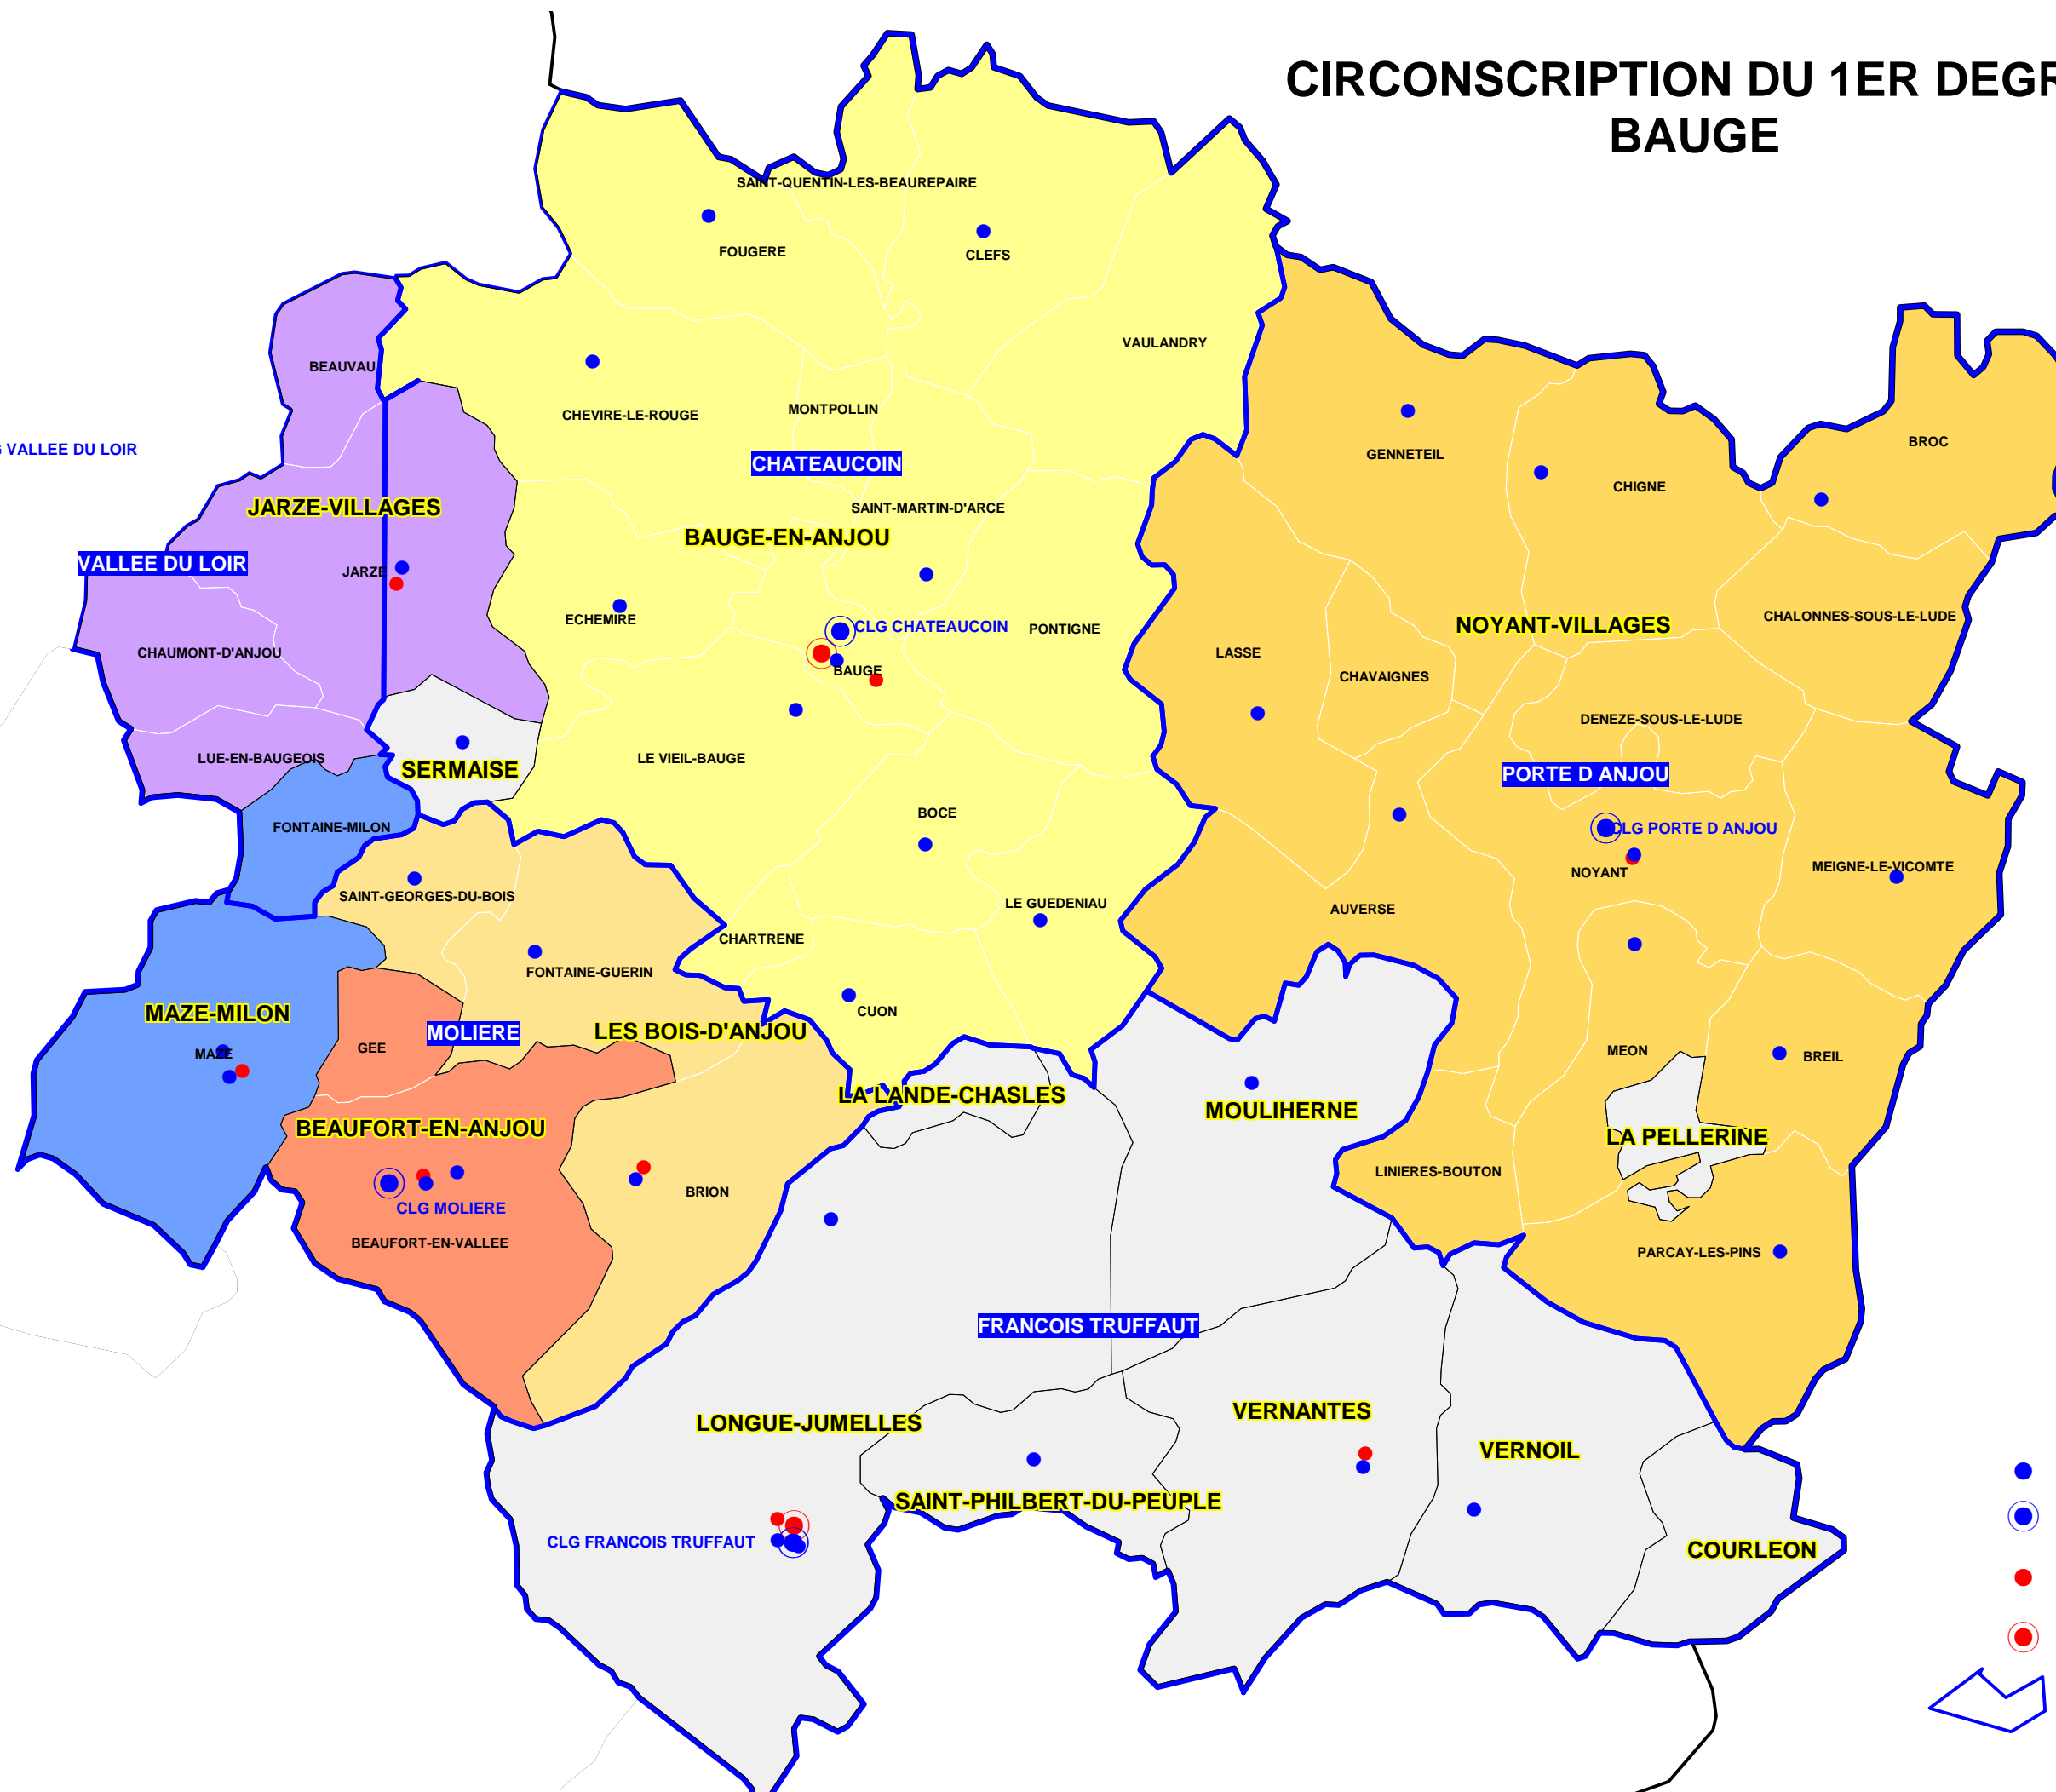 CIRCONSCRIPTION DU 1ER DEGR
BAUGE
SAINT-QUENTIN-LES-BEAUREPAIRE
FOUGERE
CLEFS
VAULANDRY
BEAUVAU
CHEVIRE-LE-ROUGE
MONTPOLLIN
GENNETEIL
BROC
VALLEE DU LOIR
CHATEAUCOIN
CHIGNE
JARZE-VILLAGES
SAINT-MARTIN-D'ARCE
BAUGE-EN-ANJOU
VALLEE DU LOIR
JARZE
ECHEMIRE
CLG CHATEAUCOIN
PONTIGNE
NOYANT-VILLAGES
CHALONNES-SOUS-LE-LUDE
CHAUMONT-D'ANJOU
LASSE
BAUGE
CHAVAIGNES
DENEZE-SOUS-LE-LUDE
LUE-EN-BAUGEOIS
SERMAISE
LE VIEIL-BAUGE
PORTE D ANJOU
FONTAINE-MILON
BOCE
CLG PORTE D ANJOU
NOYANT
MEIGNE-LE-VICOMTE
SAINT-GEORGES-DU-BOIS
LE GUEDENIAU
AUVERSE
CHARTRENE
FONTAINE-GUERIN
MAZE-MILON
CUON
MOLIERE
LES BOIS-D'ANJOU
GEE
MAZE
MEON
BREIL
LA LANDE-CHASLES
MOULIHERNE
BEAUFORT-EN-ANJOU
LA PELLERINE
LINIERES-BOUTON
BRION
CLG MOLIERE
BEAUFORT-EN-VALLEE
PARCAY-LES-PINS
FRANCOIS TRUFFAUT
LONGUE-JUMELLES
VERNANTES
VERNOIL
SAINT-PHILBERT-DU-PEUPLE
CLG FRANCOIS TRUFFAUT
COURLEON